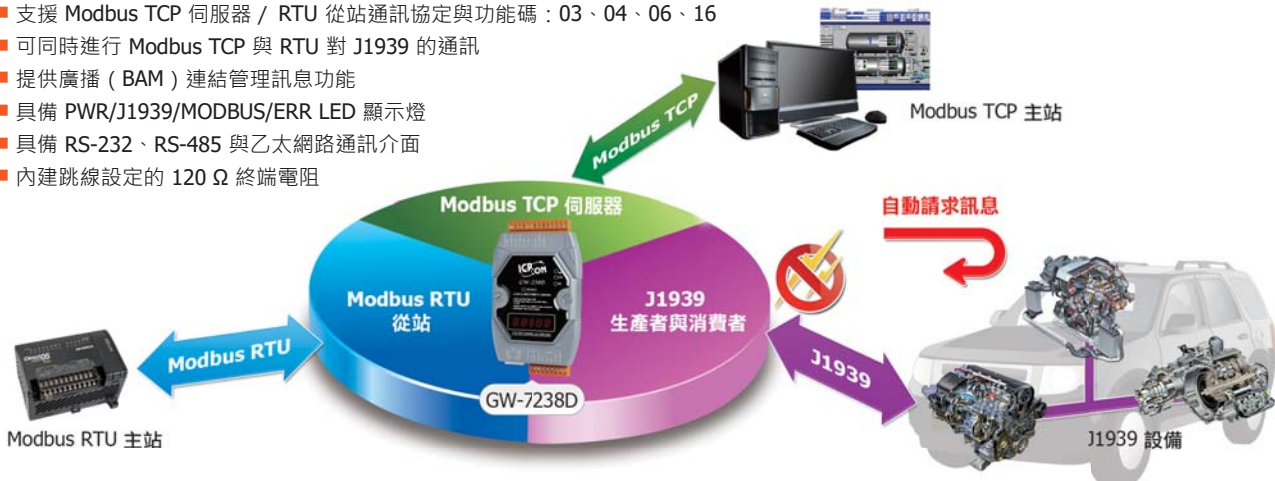 支援 Modbus TCP 伺服器 / RTU 從站通訊協定與功能碼：03、04、06、16
可同時進行 Modbus TCP 與 RTU 對 J1939 的通訊
提供廣播（BAM）連結管理訊息功能
具備 PWR/J1939/MODBUS/ERR LED 顯示燈
具備 RS-232、RS-485 與乙太網路通訊介面
內建跳線設定的 120 Ω 終端電阻
Modbus TCP 主站
Modbus TCP
Modbus TCP 伺服器
自動請求訊息
ICP CON
GW-7238D
Modbus RTU
從站
J1939
生產者與消費者
Modbus RTU
J1939
GW-7238D
Modbus RTU 主站
J1939 設備